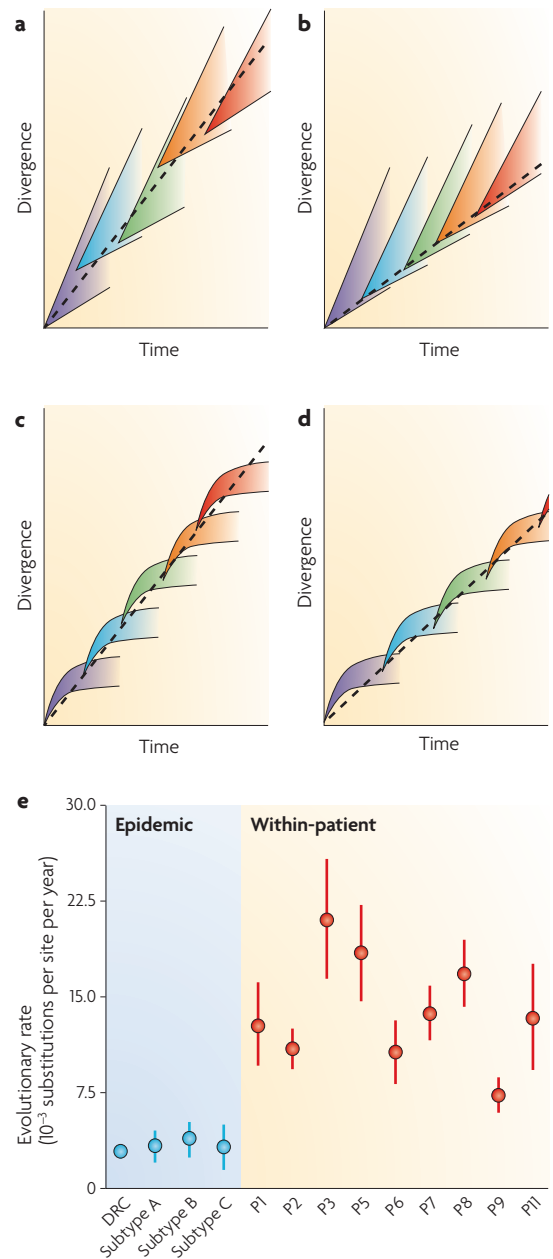 a
b
Divergence
Divergence
Time
Time
c
d
Divergence
Divergence
Time
Time
e
30.0
22.5
15.0
7.5
0
Evolutionary rate
(10⁻³ substitutions per site per year)
Epidemic
Within-patient
DRC
Subtype A
Subtype B
Subtype C
P1
P2
P3
P5
P6
P7
P8
P9
P11